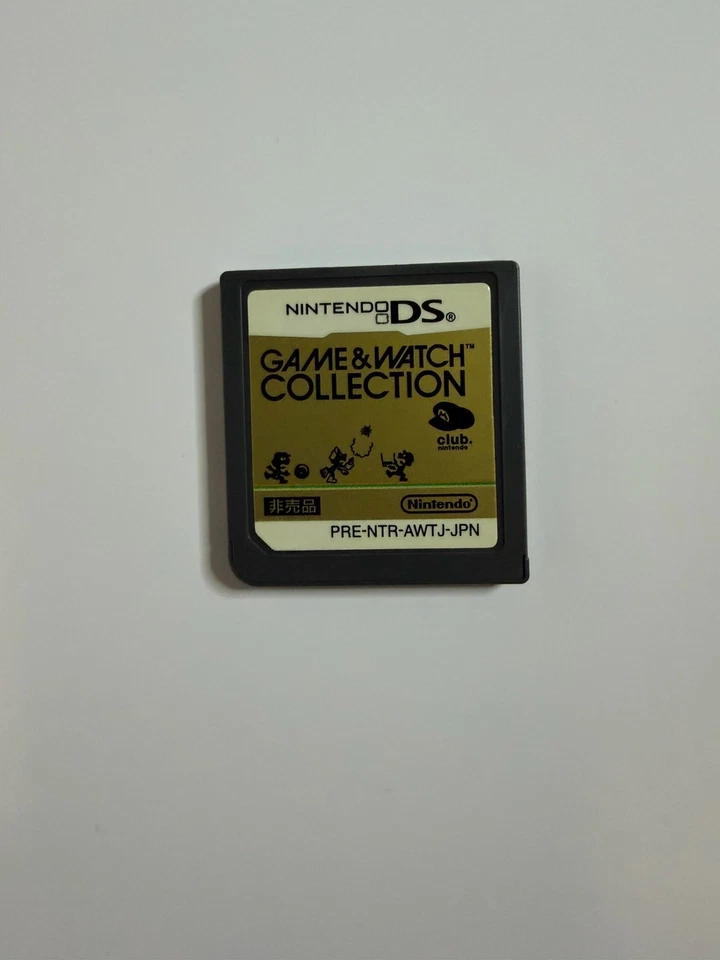 NINTENDO DS®
GAME & WATCH™
COLLECTION
M
club.
nintendo
非売品
Nintendo®
PRE-NTR-AWTJ-JPN